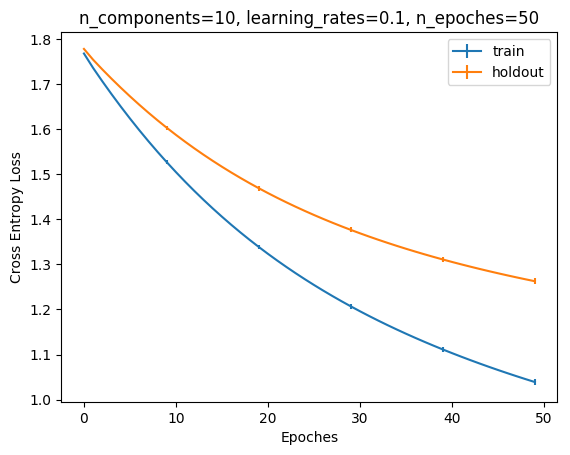 n_components=10, learning_rates=0.1, n_epoches=50
train
holdout
Cross Entropy Loss
1.8
1.7
1.6
1.5
1.4
1.3
1.2
1.1
1.0
0 10 20 30 40 50
Epoches